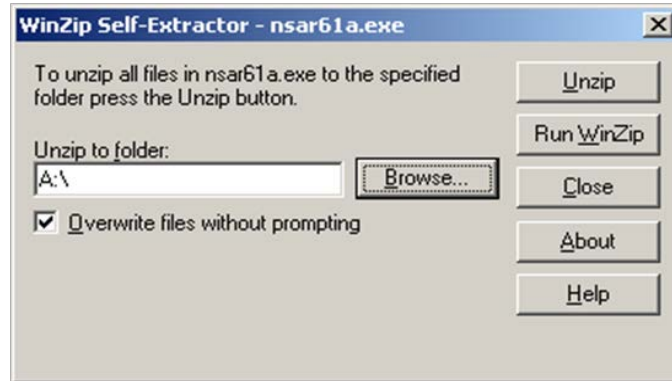 WinZip Self-Extractor - nsar61a.exe
To unzip all files in nsar61a.exe to the specified
folder press the Unzip button.
Unzip to folder:
A:\
Browse...
Overwrite files without prompting
Unzip
Run WinZip
Close
About
Help